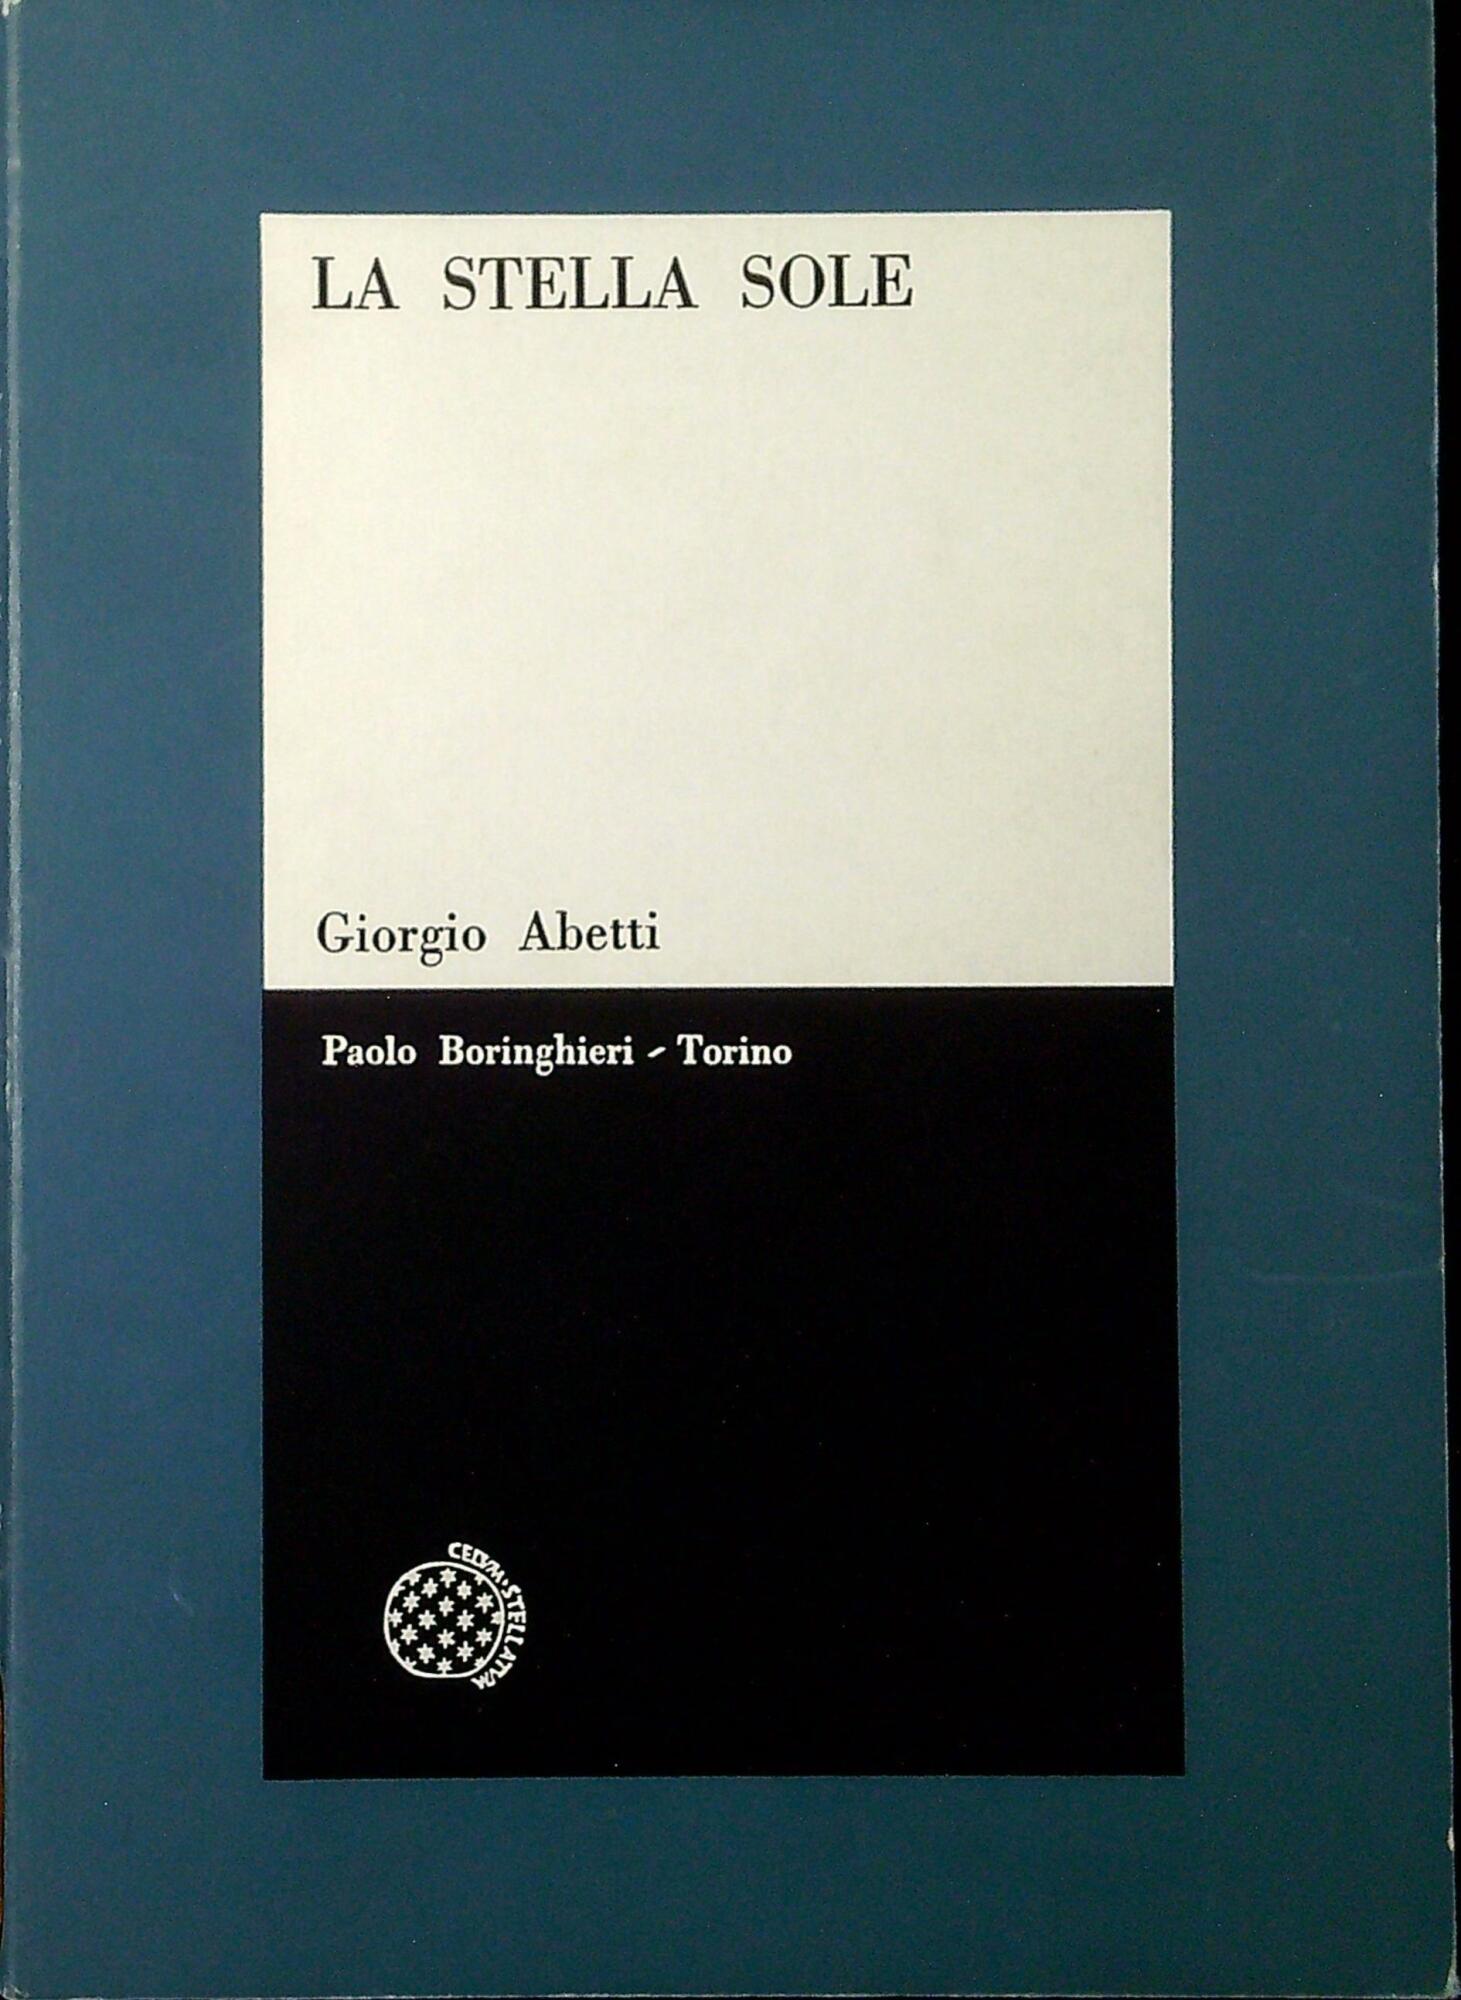 LA STELLA SOLE
Giorgio Abetti
Paolo Boringhieri - Torino
CELVM·STELLATVM